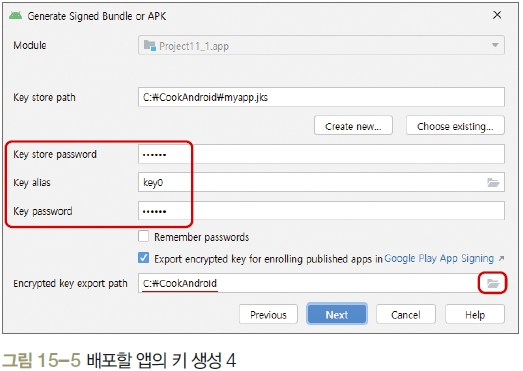 Generate Signed Bundle or APK
Module
Project11_1.app
Key store path
C:₩CookAndroid₩myapp.jks
Create new...
Choose existing...
Key store password
••••••
Key alias
key0
Key password
••••••
Remember passwords
Export encrypted key for enrolling published apps in Google Play App Signing ↗
Encrypted key export path
C:₩CookAndroid
Previous
Next
Cancel
Help
그림 15-5 배포할 앱의 키 생성 4